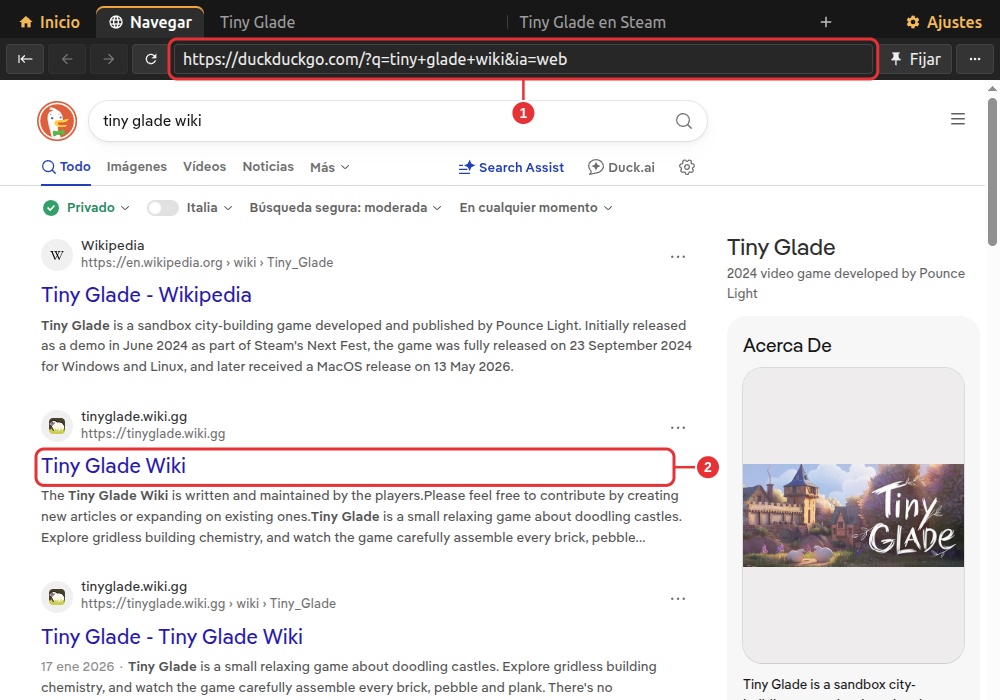 Inicio
Navegar
Tiny Glade
Tiny Glade en Steam
+
Ajustes
https://duckduckgo.com/?q=tiny+glade+wiki&ia=web
Fijar
...
1
tiny glade wiki
Todo
Imágenes
Vídeos
Noticias
Más
Search Assist
Duck.ai
Privado
Italia
Búsqueda segura: moderada
En cualquier momento
W
Wikipedia
https://en.wikipedia.org › wiki › Tiny_Glade
...
Tiny Glade - Wikipedia
Tiny Glade is a sandbox city-building game developed and published by Pounce Light. Initially released
as a demo in June 2024 as part of Steam's Next Fest, the game was fully released on 23 September 2024
for Windows and Linux, and later received a MacOS release on 13 May 2026.
tinyglade.wiki.gg
https://tinyglade.wiki.gg
...
Tiny Glade Wiki
2
The Tiny Glade Wiki is written and maintained by the players.Please feel free to contribute by creating
new articles or expanding on existing ones.Tiny Glade is a small relaxing game about doodling castles.
Explore gridless building chemistry, and watch the game carefully assemble every brick, pebble...
tinyglade.wiki.gg
https://tinyglade.wiki.gg › wiki › Tiny_Glade
...
Tiny Glade - Tiny Glade Wiki
17 ene 2026 · Tiny Glade is a small relaxing game about doodling castles. Explore gridless building
chemistry, and watch the game carefully assemble every brick, pebble and plank. There's no
Tiny Glade
2024 video game developed by Pounce
Light
Acerca De
Tiny
GLADE
Tiny Glade is a sandbox city-